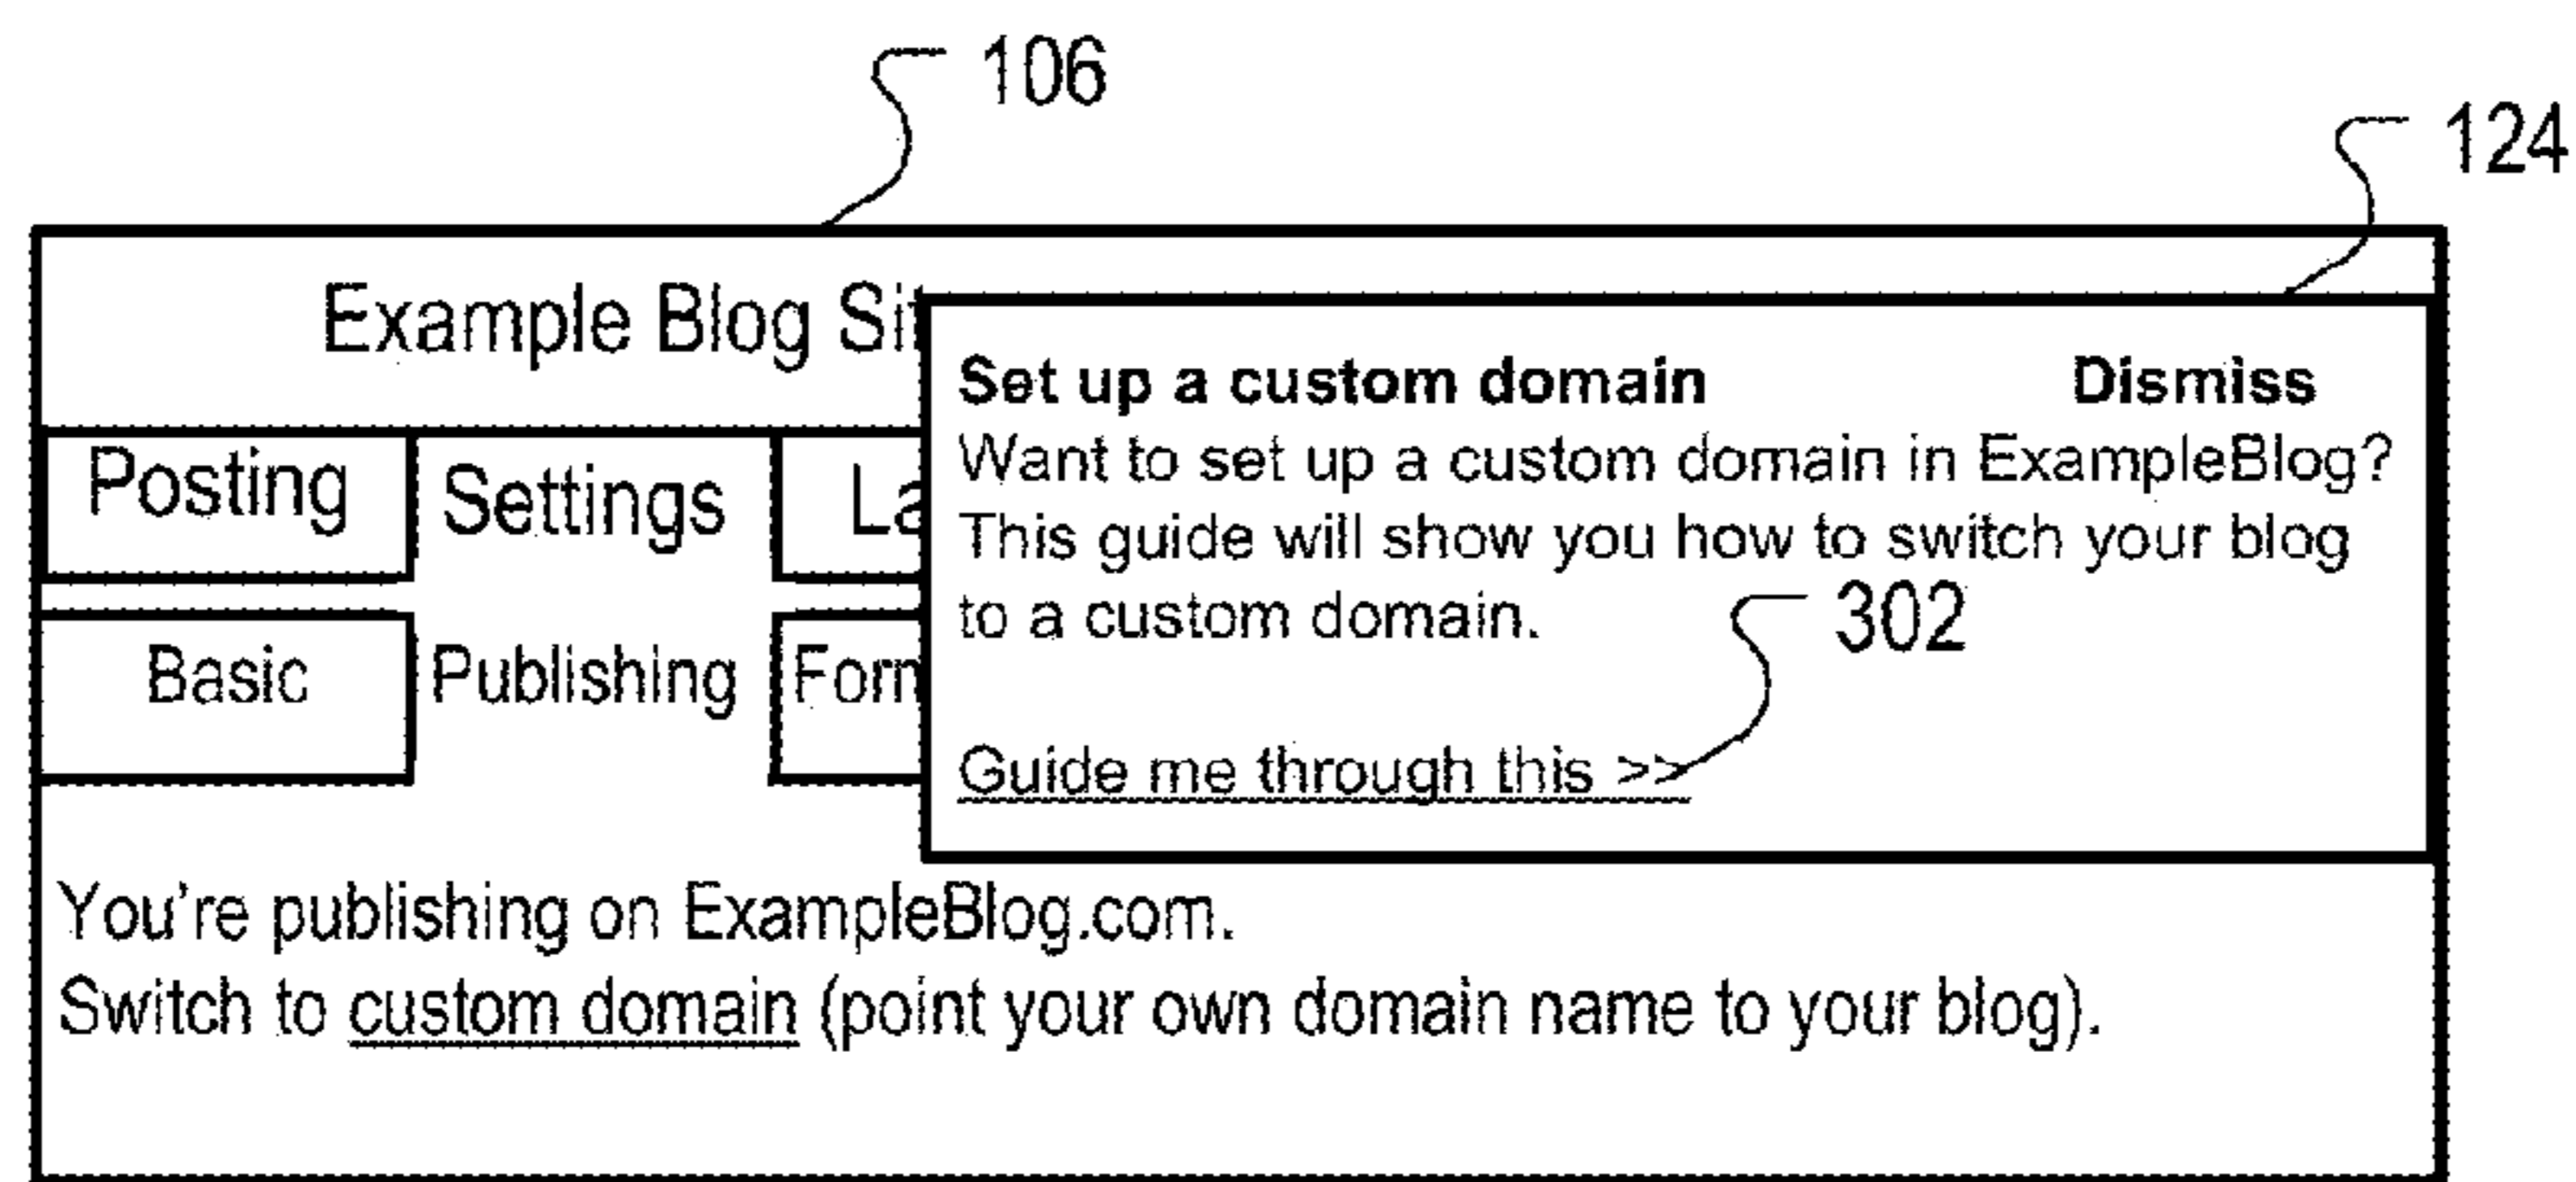 106
124
Example Blog Sit
Set up a custom domain Dismiss
Want to set up a custom domain in ExampleBlog?
This guide will show you how to switch your blog
to a custom domain.
302
Guide me through this >>
Posting Settings La
Basic Publishing Form
You're publishing on ExampleBlog.com.
Switch to custom domain (point your own domain name to your blog).